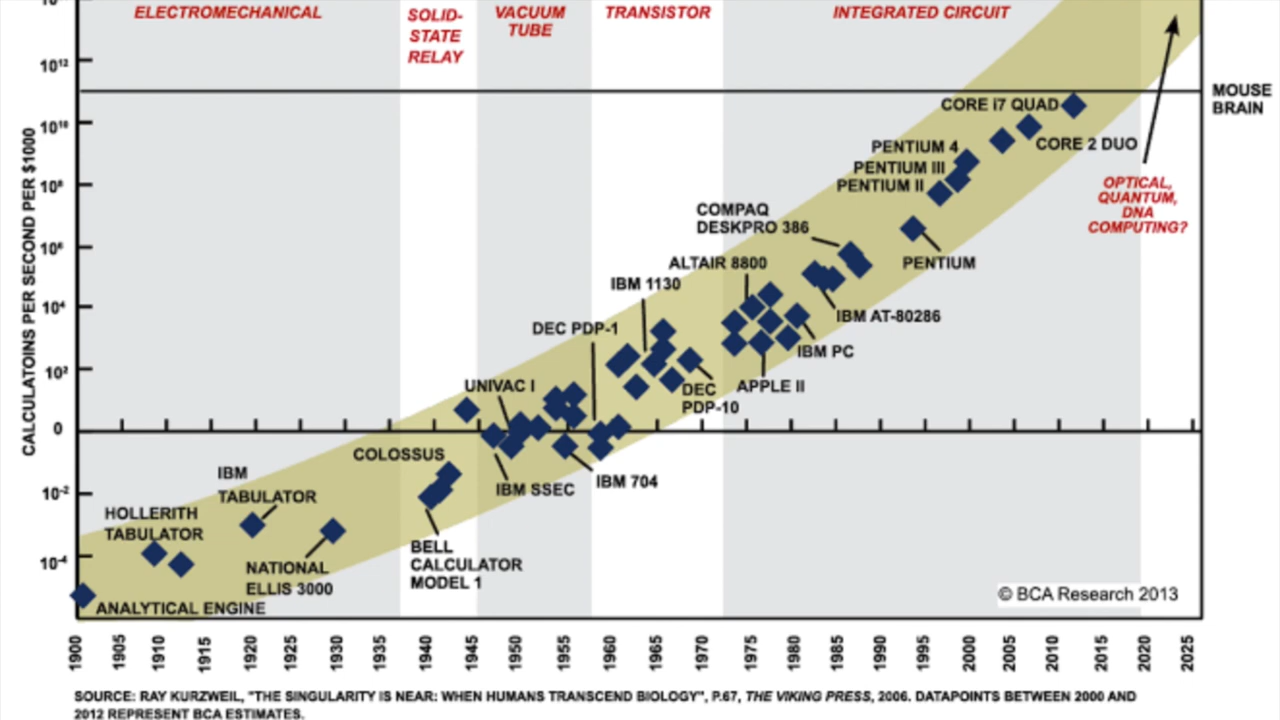 ELECTROMECHANICAL
SOLID-
STATE
RELAY
VACUUM
TUBE
TRANSISTOR
INTEGRATED CIRCUIT
10¹²
10¹⁰
10⁸
10⁶
10⁴
10²
0
10⁻²
10⁻⁴
CALCULATOINS PER SECOND PER $1000
MOUSE
BRAIN
CORE i7 QUAD
CORE 2 DUO
PENTIUM 4
PENTIUM III
PENTIUM II
OPTICAL,
QUANTUM,
DNA
COMPUTING?
COMPAQ
DESKPRO 386
PENTIUM
ALTAIR 8800
IBM 1130
IBM AT-80286
DEC PDP-1
IBM PC
UNIVAC I
DEC
PDP-10
APPLE II
COLOSSUS
IBM
TABULATOR
IBM SSEC
IBM 704
HOLLERITH
TABULATOR
NATIONAL
ELLIS 3000
BELL
CALCULATOR
MODEL 1
ANALYTICAL ENGINE
© BCA Research 2013
1900
1905
1910
1915
1920
1925
1930
1935
1940
1945
1950
1955
1960
1965
1970
1975
1980
1985
1990
1995
2000
2005
2010
2015
2020
2025
SOURCE: RAY KURZWEIL, "THE SINGULARITY IS NEAR: WHEN HUMANS TRANSCEND BIOLOGY", P.67, THE VIKING PRESS, 2006. DATAPOINTS BETWEEN 2000 AND
2012 REPRESENT BCA ESTIMATES.